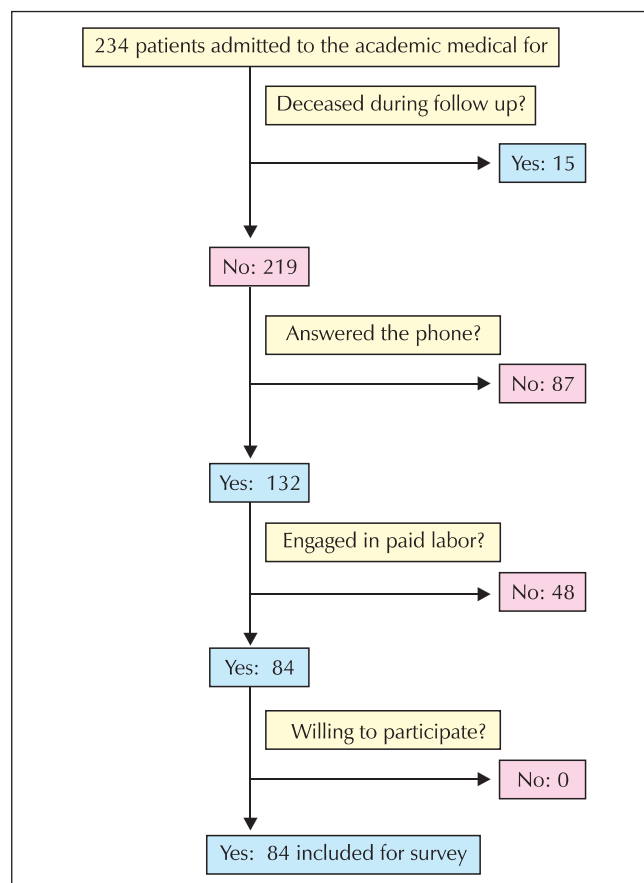 234 patients admitted to the academic medical for
Deceased during follow up?
Yes: 15
No: 219
Answered the phone?
No: 87
Yes: 132
Engaged in paid labor?
No: 48
Yes: 84
Willing to participate?
No: 0
Yes: 84 included for survey